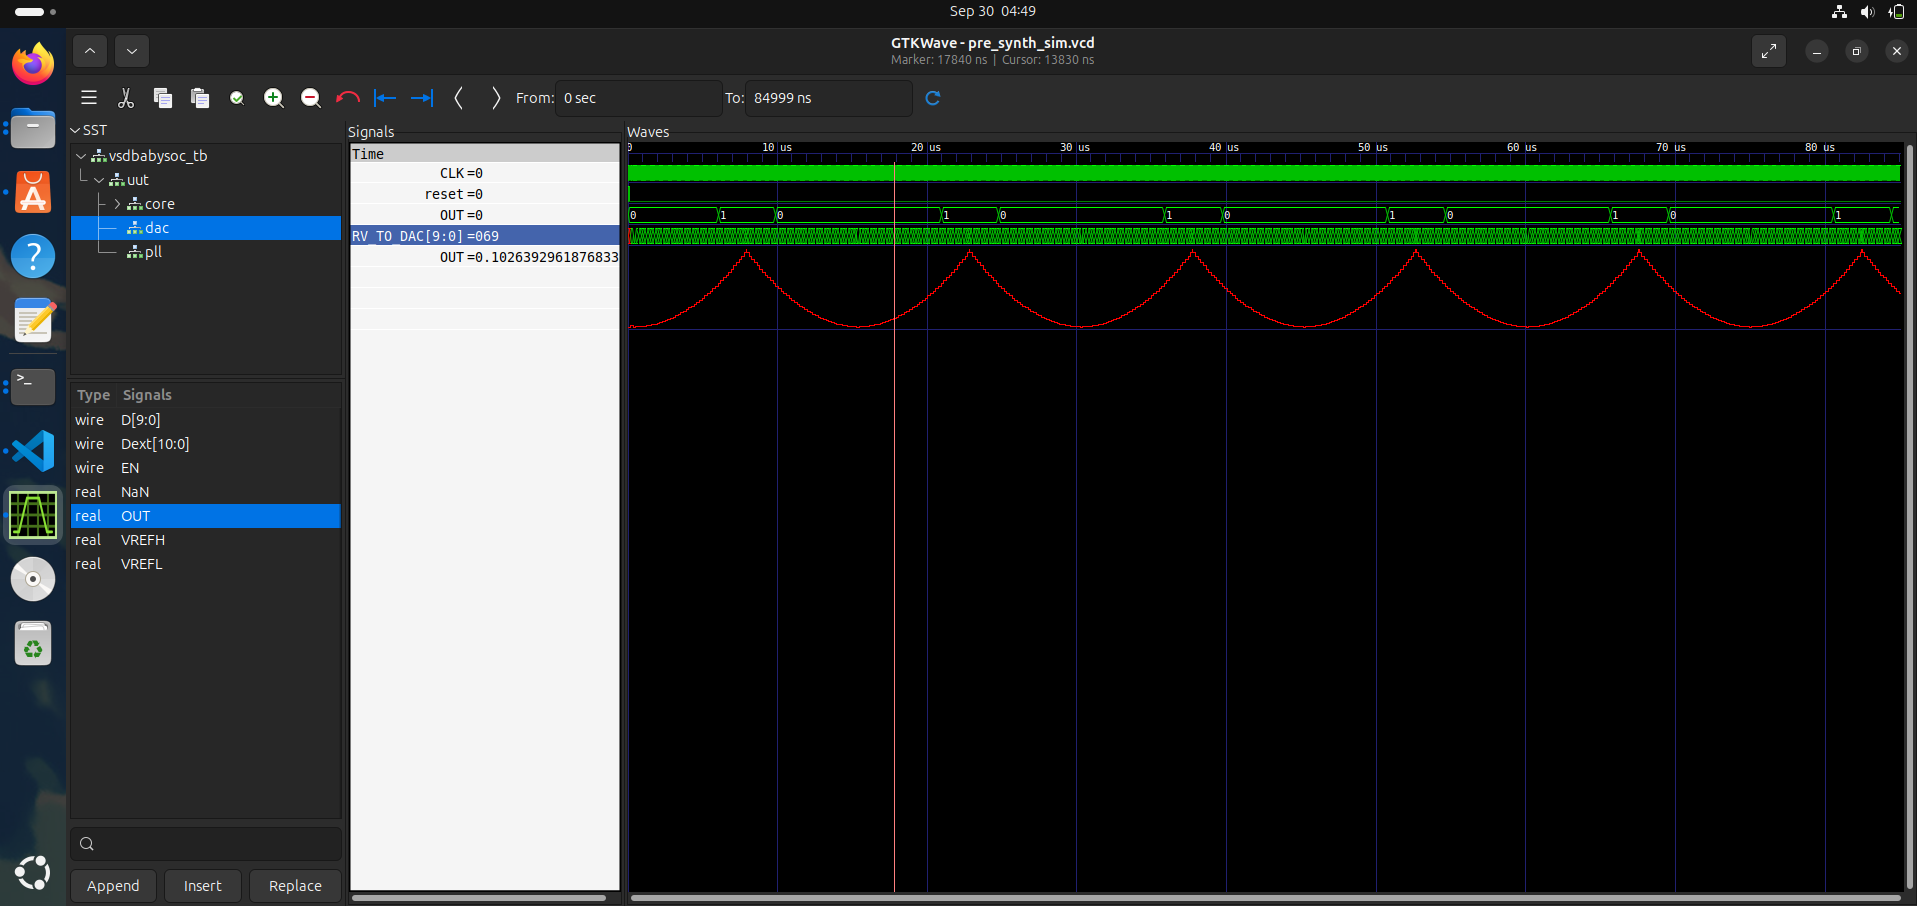 Sep 30 04:49
GTKWave - pre_synth_sim.vcd
Marker: 17840 ns | Cursor: 13830 ns
From: 0 sec To: 84999 ns
SST
vsdbabysoc_tb
uut
core
dac
pll
Type Signals
wire D[9:0]
wire Dext[10:0]
wire EN
real NaN
real OUT
real VREFH
real VREFL
Append Insert Replace
Signals
Time
CLK=0
reset=0
OUT=0
RV_TO_DAC[9:0]=069
OUT=0.1026392961876833
Waves
0 10 us 20 us 30 us 40 us 50 us 60 us 70 us 80 us
0 1 0 1 0 1 0 1 0 1 0 1